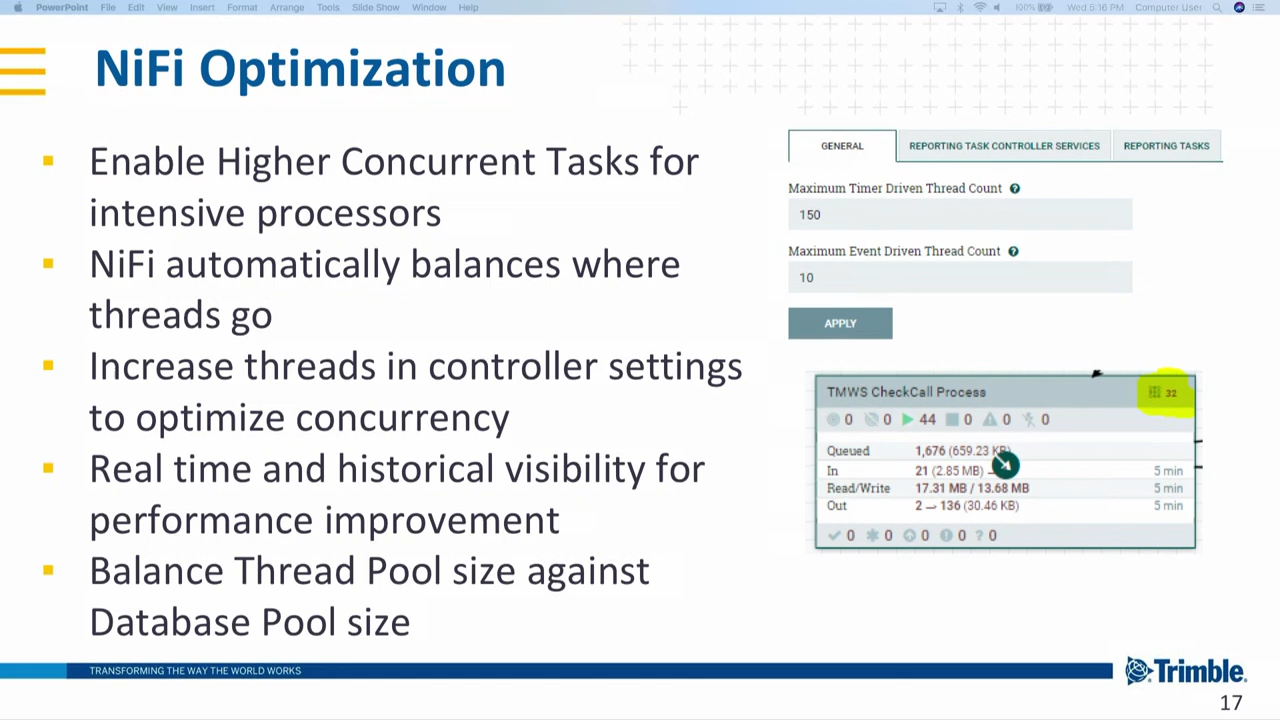 PowerPoint File Edit View Insert Format Arrange Tools Slide Show Window Help 100% Wed 5:16 PM Computer User
NiFi Optimization
Enable Higher Concurrent Tasks for
intensive processors
NiFi automatically balances where
threads go
Increase threads in controller settings
to optimize concurrency
Real time and historical visibility for
performance improvement
Balance Thread Pool size against
Database Pool size
GENERAL REPORTING TASK CONTROLLER SERVICES REPORTING TASKS
Maximum Timer Driven Thread Count
150
Maximum Event Driven Thread Count
10
APPLY
TMWS CheckCall Process 32
0 0 44 0 0 0
Queued 1,676 (659.23 KB)
In 21 (2.85 MB) 5 min
Read/Write 17.31 MB / 13.68 MB 5 min
Out 2 → 136 (30.46 KB) 5 min
0 0 0 0 ? 0
TRANSFORMING THE WAY THE WORLD WORKS
Trimble.
17